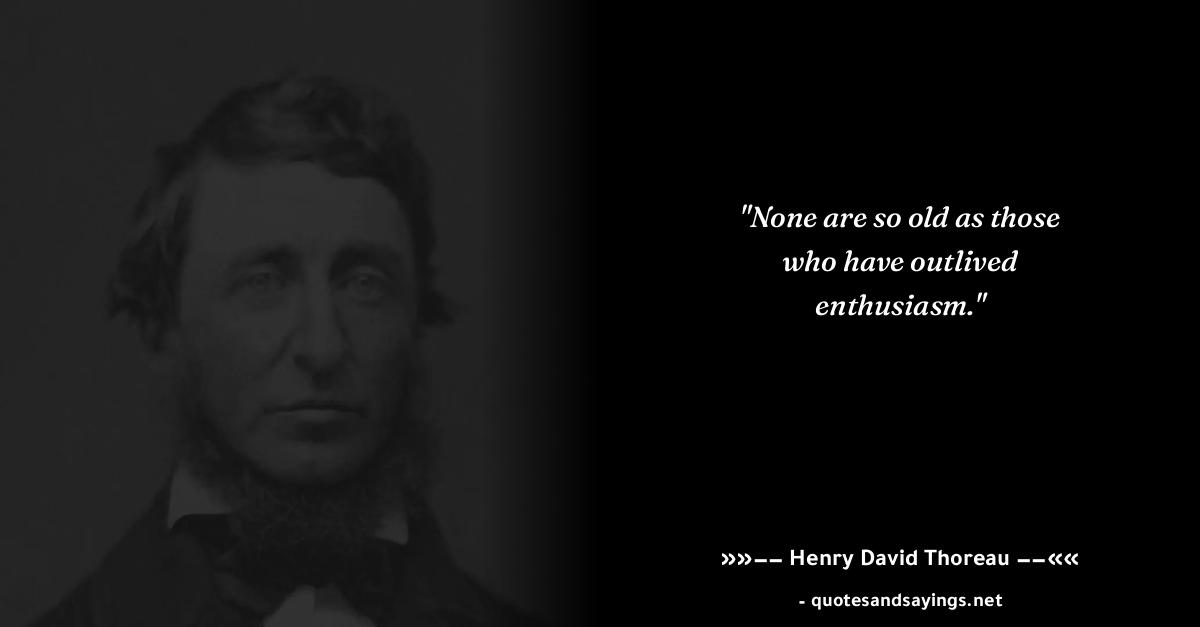 "None are so old as those
who have outlived
enthusiasm."
»»−− Henry David Thoreau −−««
- quotesandsayings.net